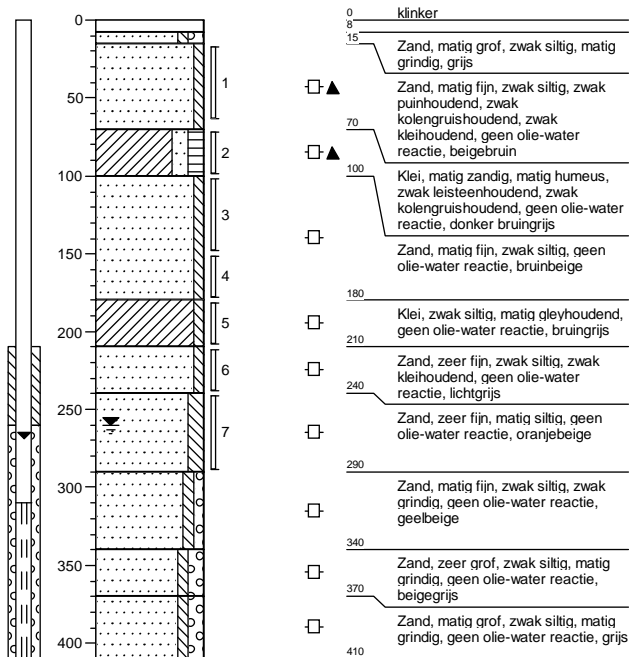 0
50
100
150
200
250
300
350
400
1
2
3
4
5
6
7
0
klinker
8
15
Zand, matig grof, zwak siltig, matig
grindig, grijs
Zand, matig fijn, zwak siltig, zwak
puinhoudend, zwak
kolengruishoudend, zwak
kleihoudend, geen olie-water
reactie, beigebruin
70
Klei, matig zandig, matig humeus,
zwak leisteenhoudend, zwak
kolengruishoudend, geen olie-water
reactie, donker bruingrijs
100
Zand, matig fijn, zwak siltig, geen
olie-water reactie, bruinbeige
180
Klei, zwak siltig, matig gleyhoudend,
geen olie-water reactie, bruingrijs
210
Zand, zeer fijn, zwak siltig, zwak
kleihoudend, geen olie-water
reactie, lichtgrijs
240
Zand, zeer fijn, matig siltig, geen
olie-water reactie, oranjebeige
290
Zand, matig fijn, zwak siltig, zwak
grindig, geen olie-water reactie,
geelbeige
340
Zand, zeer grof, zwak siltig, matig
grindig, geen olie-water reactie,
beigegrijs
370
Zand, matig grof, zwak siltig, matig
grindig, geen olie-water reactie, grijs
410